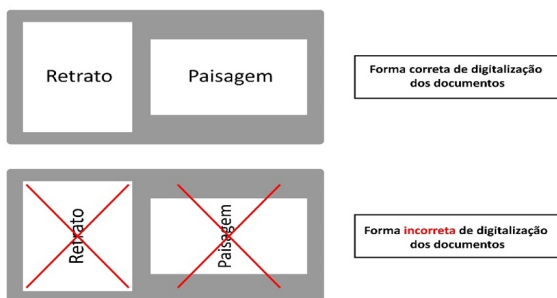 Retrato
Paisagem
Forma correta de digitalização
dos documentos
Retrato
Paisagem
Forma incorreta de digitalização
dos documentos